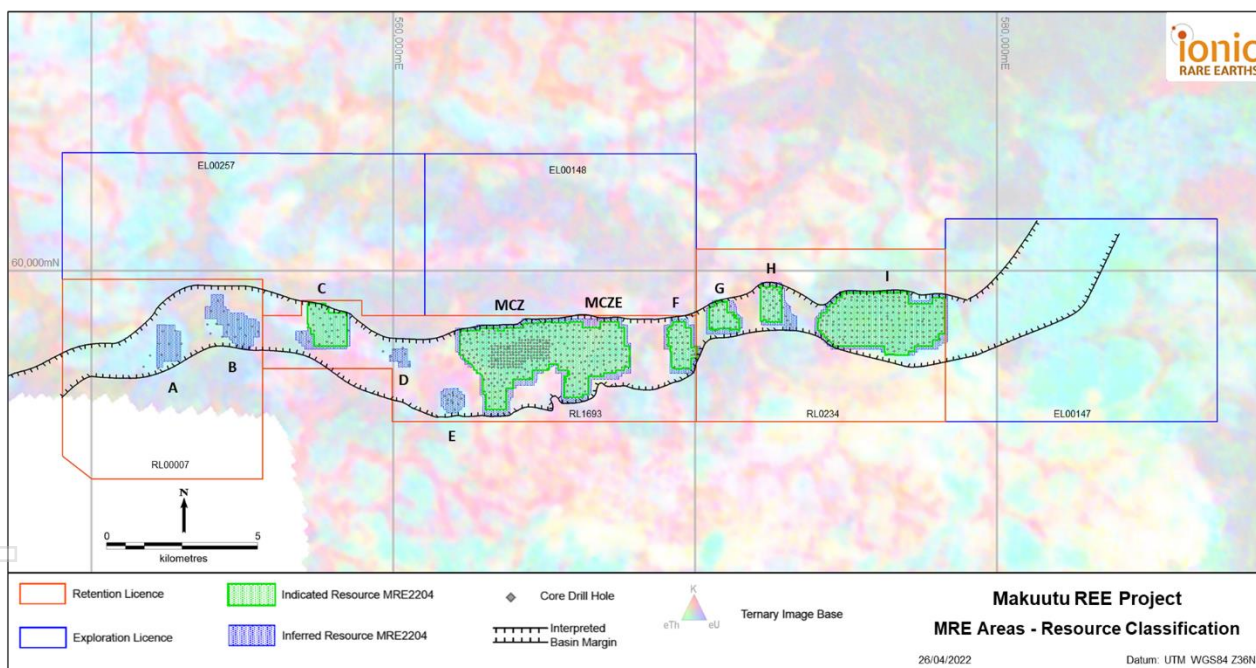 560,000mE
580,000mE
ionic
RARE EARTHS
EL00257
EL00148
60,000mN
A
B
C
D
E
MCZ
MCZE
F
G
H
I
RL1693
RL0234
EL00147
RL00007
N
0 5
kilometres
Retention Licence
Exploration Licence
Indicated Resource MRE2204
Inferred Resource MRE2204
Core Drill Hole
Interpreted
Basin Margin
K
eTh eU
Ternary Image Base
Makuutu REE Project
MRE Areas - Resource Classification
26/04/2022 Datum: UTM WGS84 Z36N